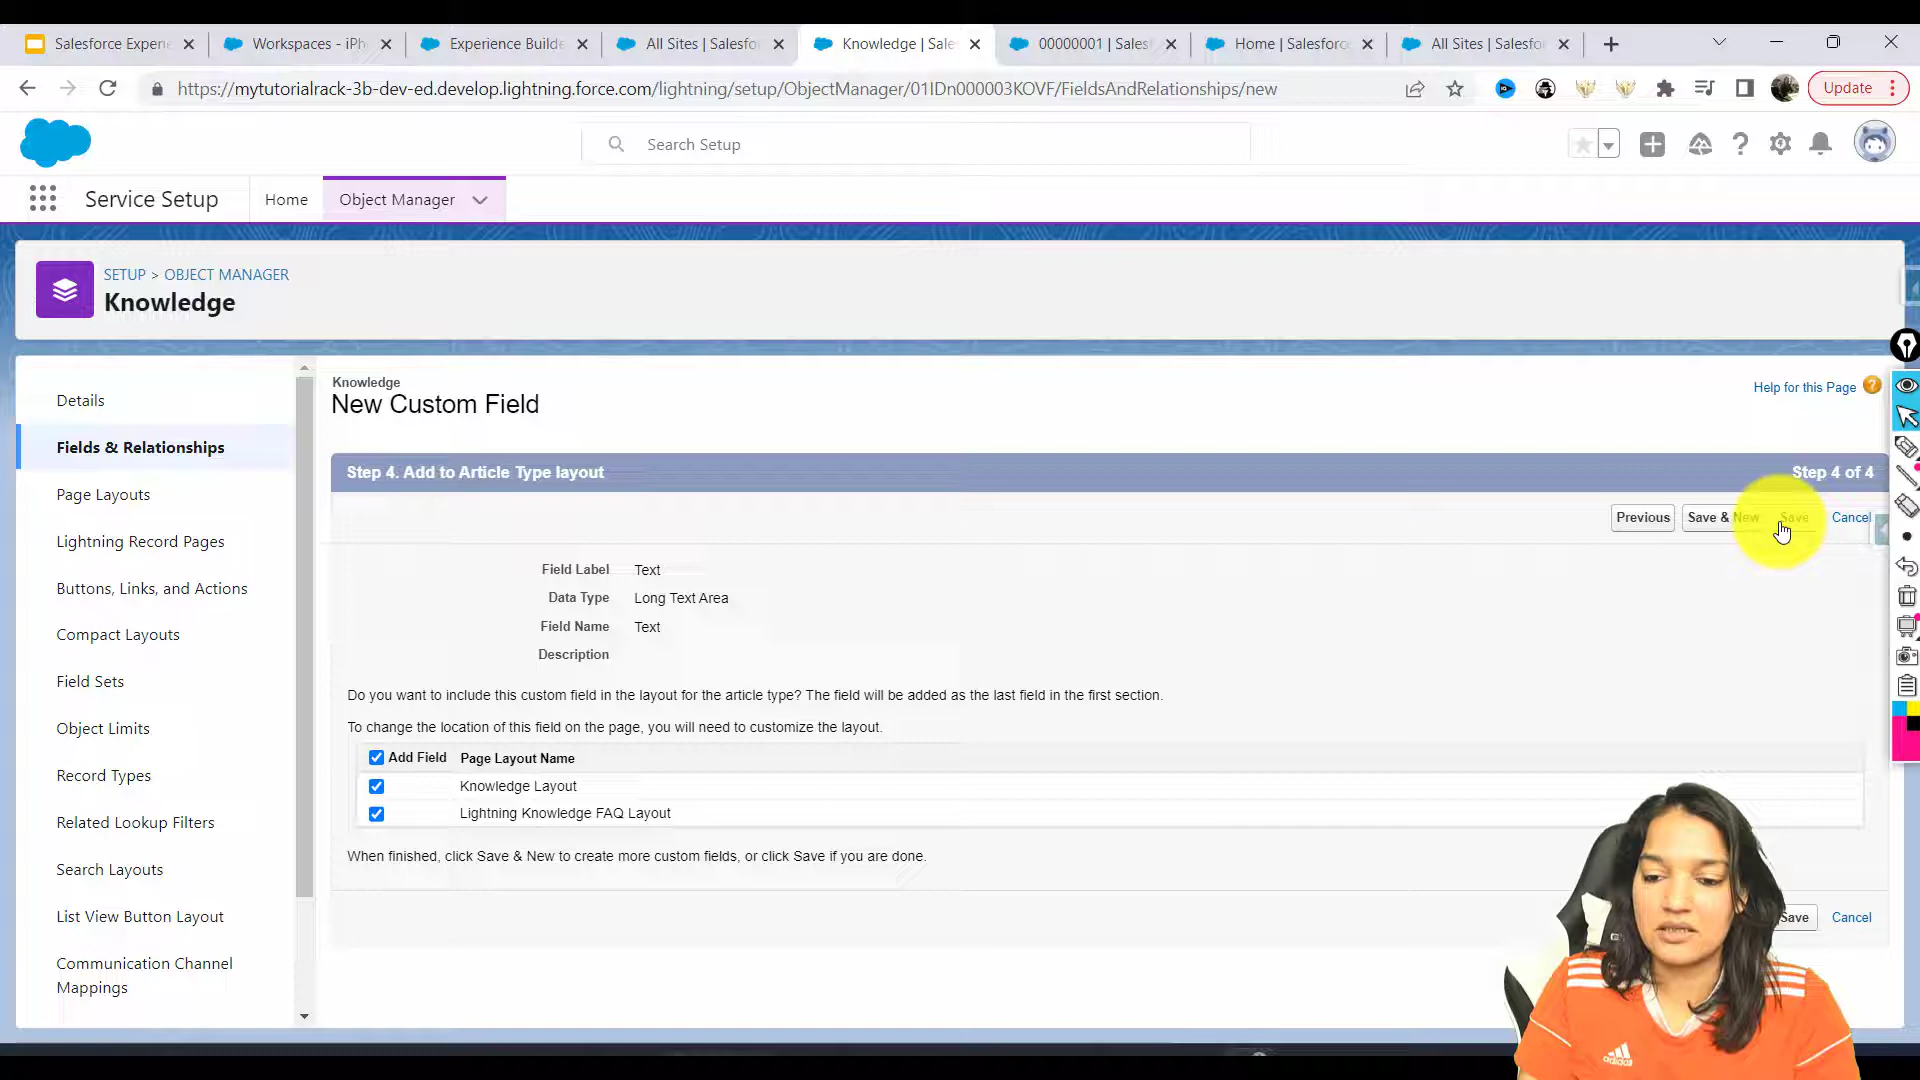 Salesforce Experie
Workspaces - iPh
Experience Builde
All Sites | Salesfo
Knowledge | Sale
00000001 | Sales
Home | Salesforc
All Sites | Salesfo
https://mytutorialrack-3b-dev-ed.develop.lightning.force.com/lightning/setup/ObjectManager/01IDn000003KOVF/FieldsAndRelationships/new
Update
Search Setup
Service Setup
Home
Object Manager
SETUP > OBJECT MANAGER
Knowledge
Details
Fields & Relationships
Page Layouts
Lightning Record Pages
Buttons, Links, and Actions
Compact Layouts
Field Sets
Object Limits
Record Types
Related Lookup Filters
Search Layouts
List View Button Layout
Communication Channel
Mappings
Knowledge
New Custom Field
Help for this Page
Step 4. Add to Article Type layout
Step 4 of 4
Previous
Save & New
Save
Cancel
Field Label Text
Data Type Long Text Area
Field Name Text
Description
Do you want to include this custom field in the layout for the article type? The field will be added as the last field in the first section.
To change the location of this field on the page, you will need to customize the layout.
Add Field Page Layout Name
Knowledge Layout
Lightning Knowledge FAQ Layout
When finished, click Save & New to create more custom fields, or click Save if you are done.
Save
Cancel
adidas